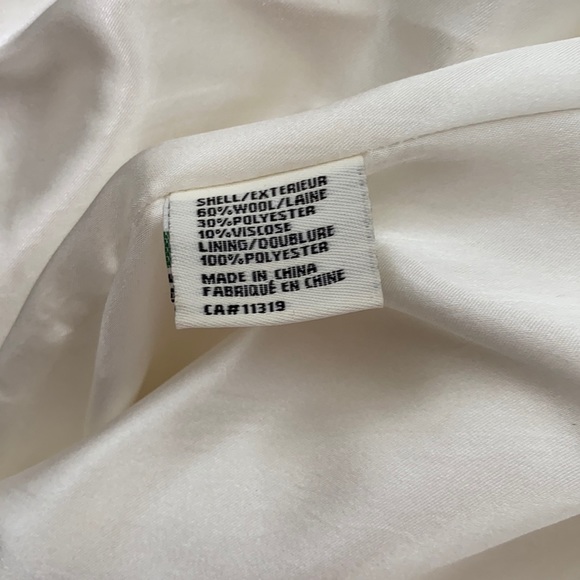 SHELL/EXTERIEUR
60%WOOL/LAINE
30%POLYESTER
10%VISCOSE
LINING/DOUBLURE
100%POLYESTER
MADE IN CHINA
FABRIQUÉ EN CHINE
CA#11319